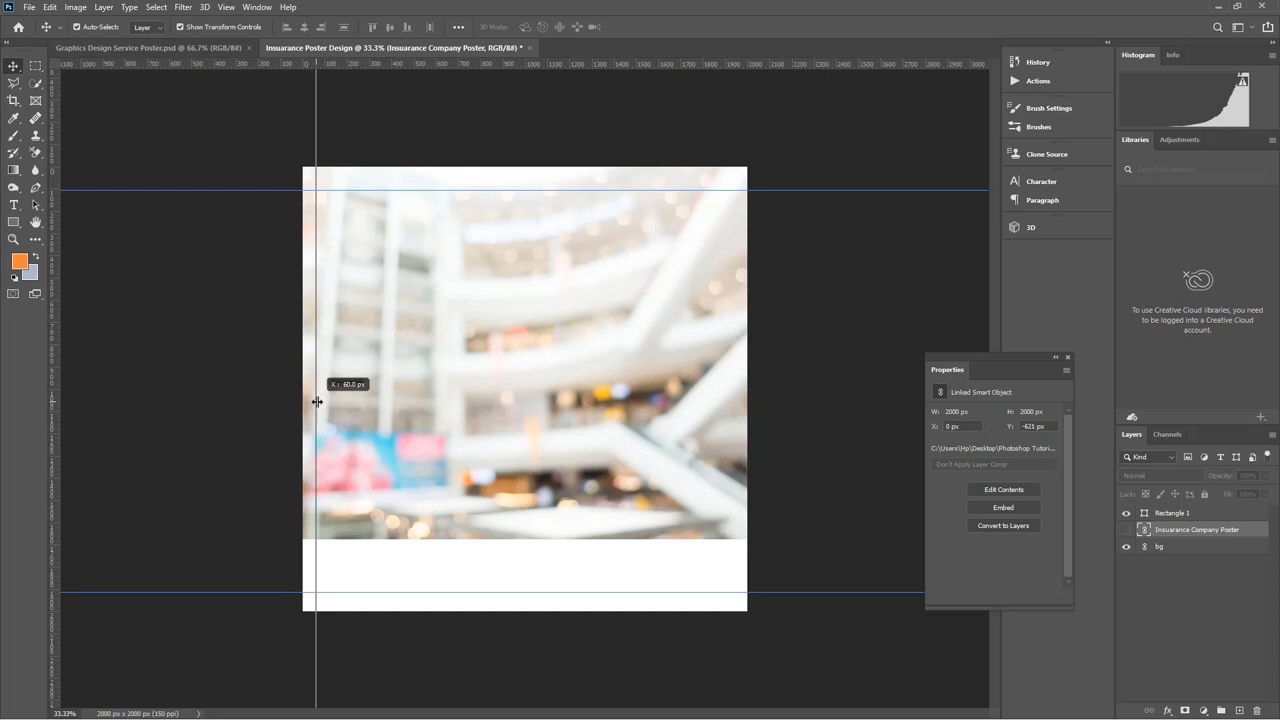 Ps File Edit Image Layer Type Select Filter 3D View Window Help
Auto-Select: Layer Show Transform Controls 3D Mode:
Graphics Design Service Poster.psd @ 66.7% (RGB/8#) × Insuarance Poster Design @ 33.3% (Insuarance Company Poster, RGB/8#) * ×
X: 60.0 px
History
Actions
Brush Settings
Brushes
Clone Source
Character
Paragraph
3D
Histogram Info
Libraries Adjustments
To use Creative Cloud libraries, you need to be logged into a Creative Cloud account.
Properties
Linked Smart Object
W: 2000 px H: 2000 px
X: 0 px Y: -621 px
C:\Users\Hp\Desktop\Photoshop Tutori...
Don't Apply Layer Comp
Edit Contents
Embed
Convert to Layers
Layers Channels
Kind
Normal Opacity: 100%
Lock: Fill: 100%
Rectangle 1
Insuarance Company Poster
bg
33.33% 2000 px x 2000 px (150 ppi)